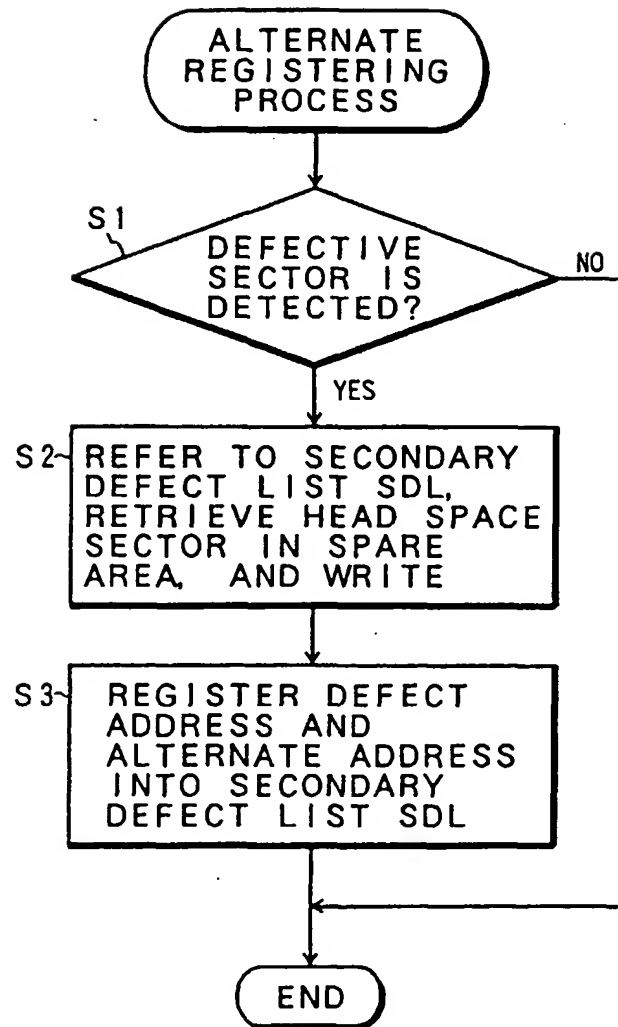 ALTERNATE
REGISTERING
PROCESS
S1
DEFECTIVE
SECTOR IS
DETECTED?
NO
YES
S2
REFER TO SECONDARY
DEFECT LIST SDL,
RETRIEVE HEAD SPACE
SECTOR IN SPARE
AREA, AND WRITE
S3
REGISTER DEFECT
ADDRESS AND
ALTERNATE ADDRESS
INTO SECONDARY
DEFECT LIST SDL
END